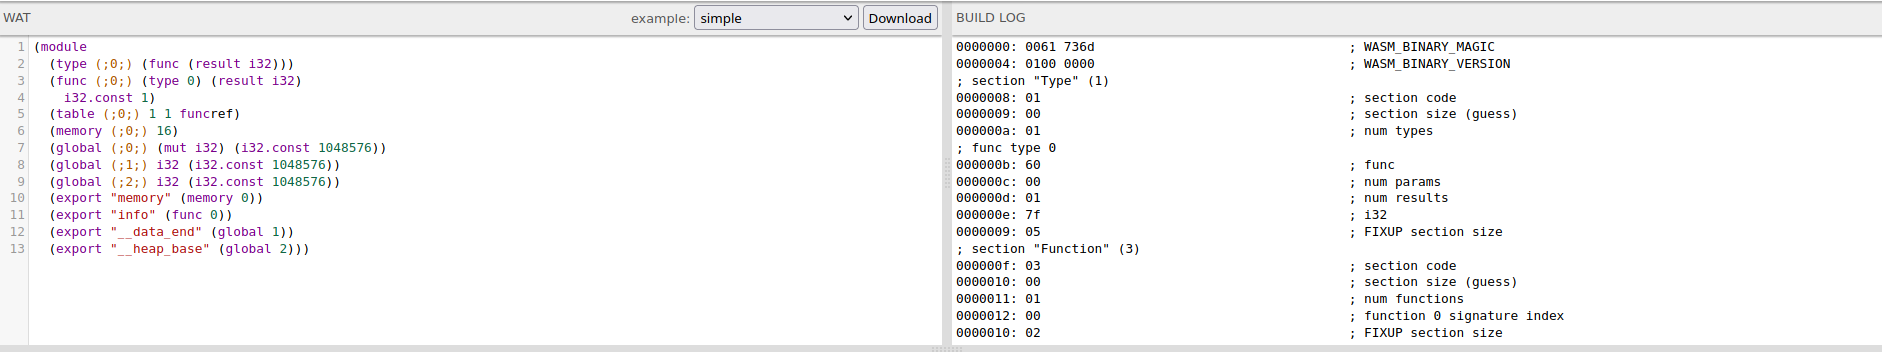 WAT
example: simple Download
1 (module
2   (type (;0;) (func (result i32)))
3   (func (;0;) (type 0) (result i32)
4     i32.const 1)
5   (table (;0;) 1 1 funcref)
6   (memory (;0;) 16)
7   (global (;0;) (mut i32) (i32.const 1048576))
8   (global (;1;) i32 (i32.const 1048576))
9   (global (;2;) i32 (i32.const 1048576))
10   (export "memory" (memory 0))
11   (export "info" (func 0))
12   (export "__data_end" (global 1))
13   (export "__heap_base" (global 2)))
BUILD LOG
0000000: 0061 736d ; WASM_BINARY_MAGIC
0000004: 0100 0000 ; WASM_BINARY_VERSION
; section "Type" (1)
0000008: 01 ; section code
0000009: 00 ; section size (guess)
000000a: 01 ; num types
; func type 0
000000b: 60 ; func
000000c: 00 ; num params
000000d: 01 ; num results
000000e: 7f ; i32
0000009: 05 ; FIXUP section size
; section "Function" (3)
000000f: 03 ; section code
0000010: 00 ; section size (guess)
0000011: 01 ; num functions
0000012: 00 ; function 0 signature index
0000010: 02 ; FIXUP section size